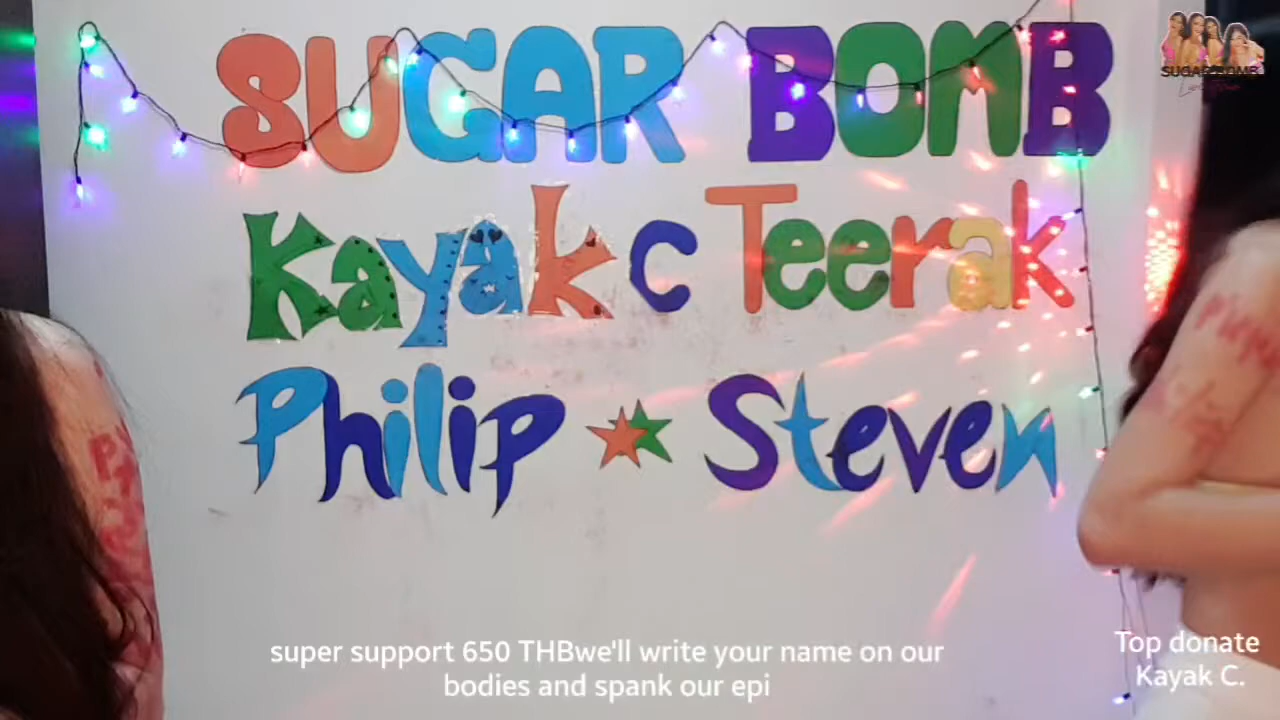 SUGAR BOMB
Kayak c Teerak
Philip Steven
super support 650 THBwe'll write your name on our
bodies and spank our epi
Top donate
Kayak C.
SUGARBOMB